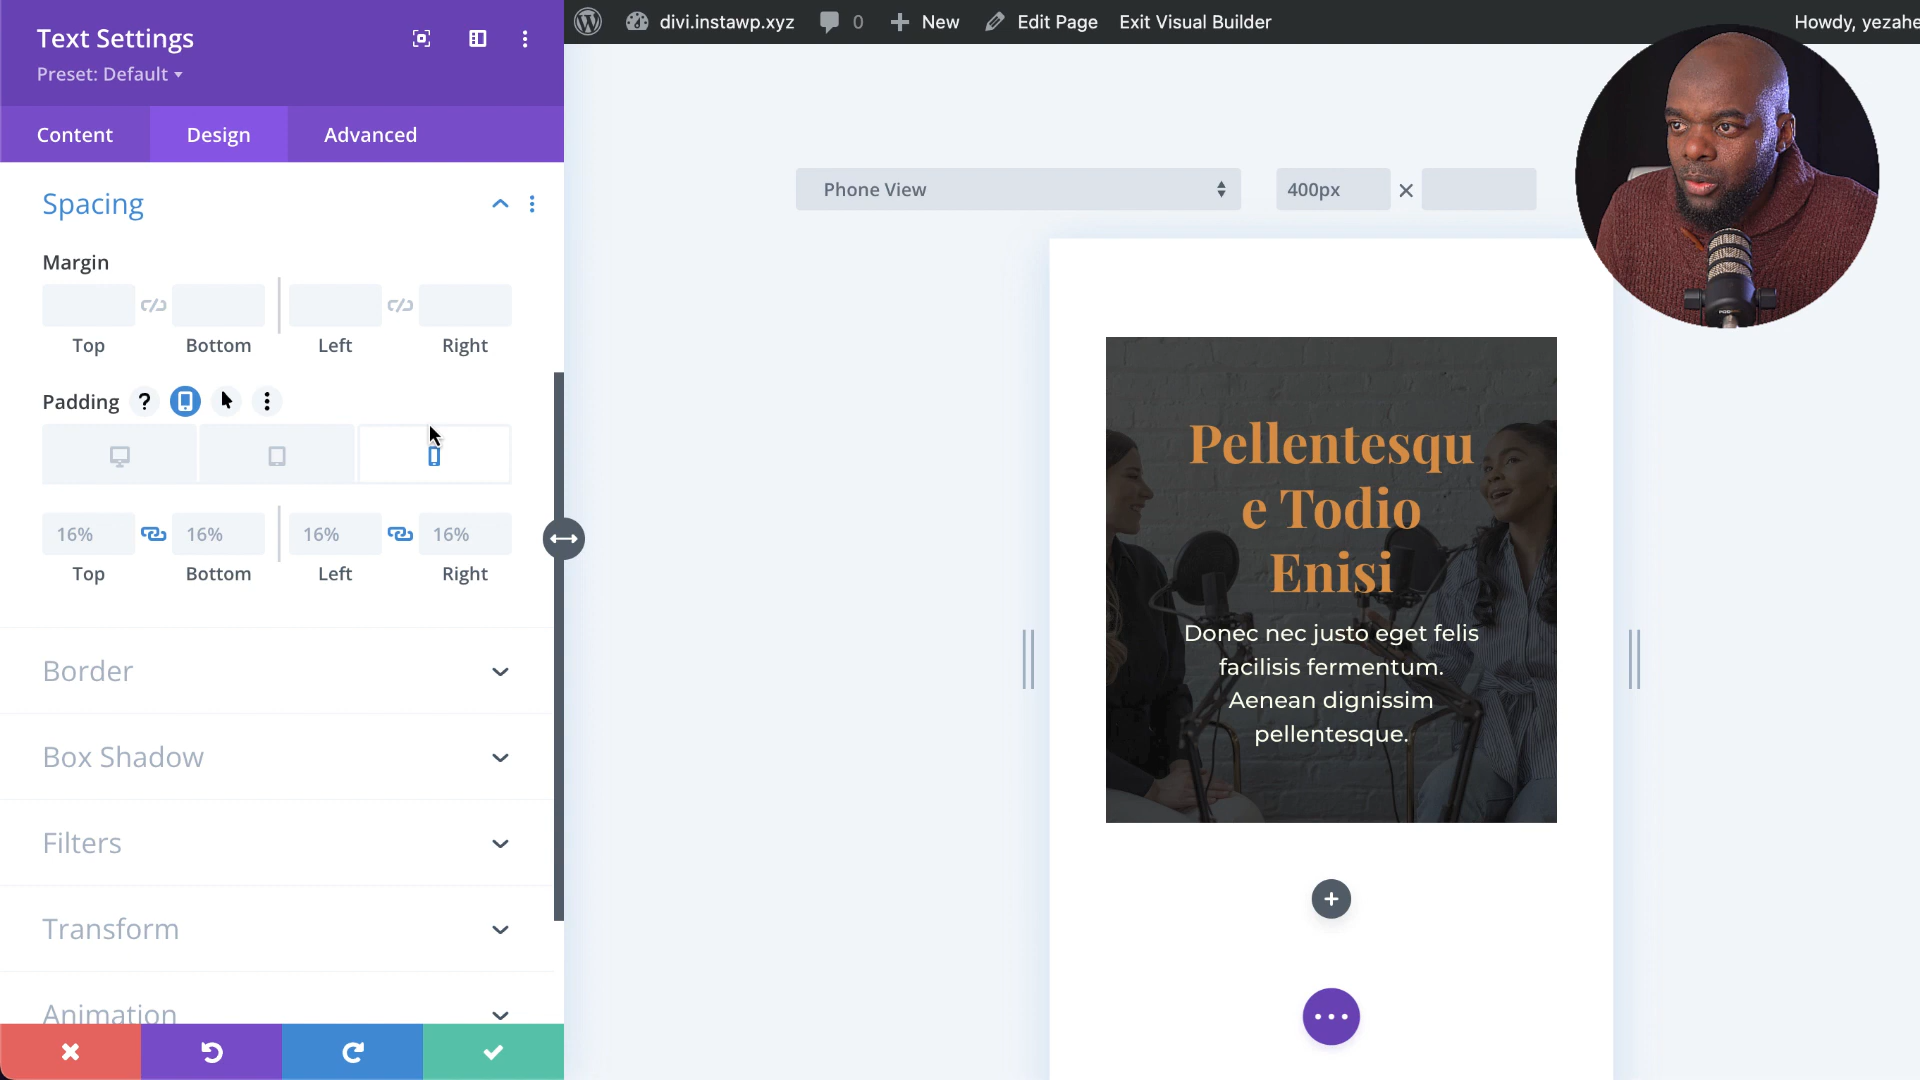 Text Settings
Preset: Default
Content
Design
Advanced
divi.instawp.xyz
0
New
Edit Page
Exit Visual Builder
Howdy, yezahe
Spacing
Margin
Top
Bottom
Left
Right
Padding
?
16%
16%
16%
16%
Top
Bottom
Left
Right
Border
Box Shadow
Filters
Transform
Animation
Phone View
400px
Pellentesqu
e Todio
Enisi
Donec nec justo eget felis
facilisis fermentum.
Aenean dignissim
pellentesque.